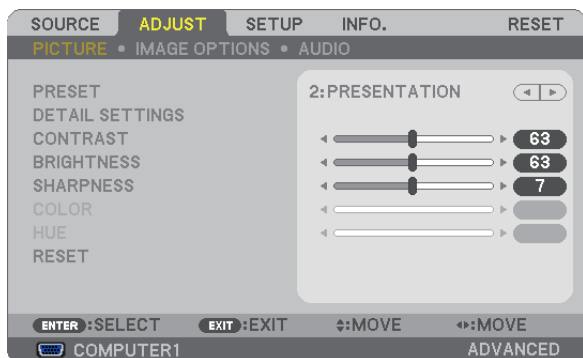 SOURCE ADJUST SETUP INFO. RESET
PICTURE • IMAGE OPTIONS • AUDIO
PRESET 2:PRESENTATION
DETAIL SETTINGS
CONTRAST 63
BRIGHTNESS 63
SHARPNESS 7
COLOR
HUE
RESET
ENTER:SELECT EXIT:EXIT :MOVE :MOVE
COMPUTER1 ADVANCED